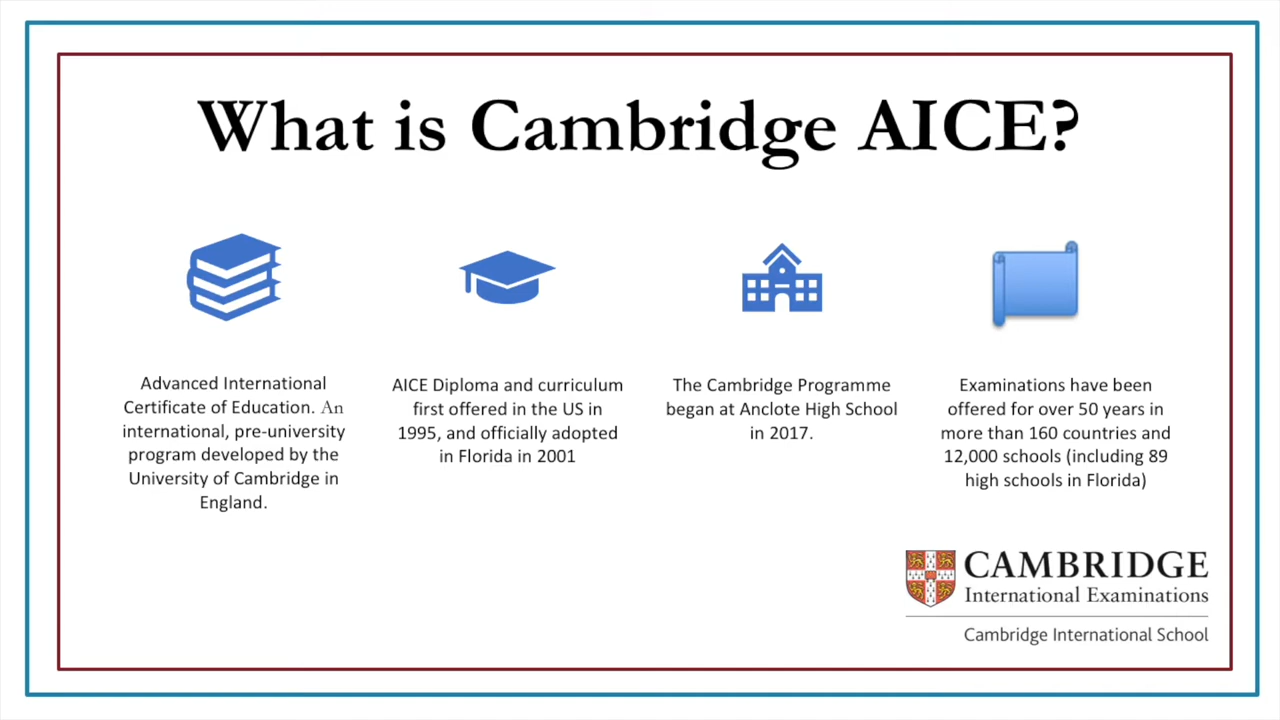 What is Cambridge AICE?
Advanced International
Certificate of Education. An
international, pre-university
program developed by the
University of Cambridge in
England.
AICE Diploma and curriculum
first offered in the US in
1995, and officially adopted
in Florida in 2001
The Cambridge Programme
began at Anclote High School
in 2017.
Examinations have been
offered for over 50 years in
more than 160 countries and
12,000 schools (including 89
high schools in Florida)
CAMBRIDGE
International Examinations
Cambridge International School